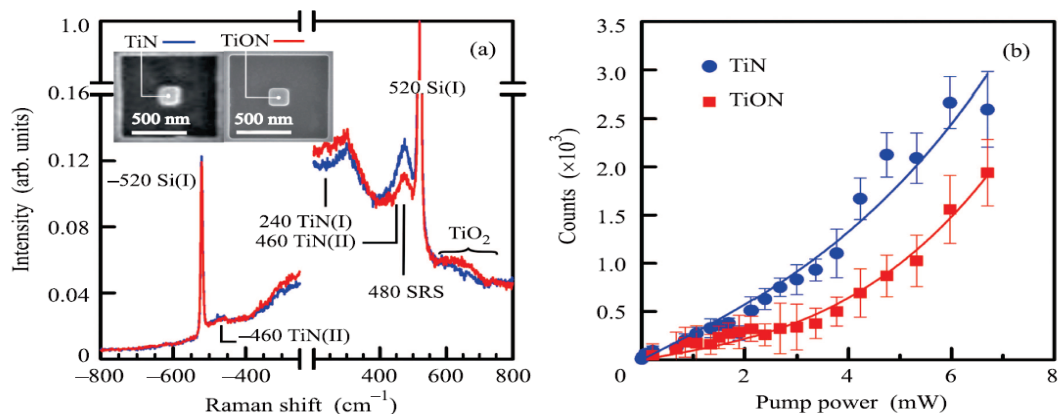 TiN
TiON
(a)
500 nm
500 nm
520 Si(I)
−520 Si(I)
240 TiN(I)
460 TiN(II)
480 SRS
TiO₂
−460 TiN(II)
Intensity (arb. units)
1.0
0.16
0.12
0.08
0.04
0
−800
−600
−400
400
600
800
Raman shift (cm⁻¹)
(b)
TiN
TiON
Counts (×10³)
3.5
3.0
2.5
2.0
1.5
1.0
0.5
0
0
2
4
6
8
Pump power (mW)